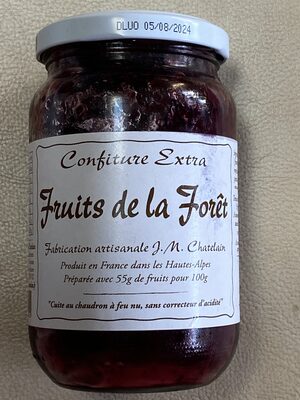 DLUO 05/08/2024
Confiture Extra
Fruits de la Forêt
Fabrication artisanale J.M. Chatelain
Produit en France dans les Hautes-Alpes
Préparée avec 55g de fruits pour 100g
"Cuite au chaudron à feu nu, sans correcteur d'acidité"